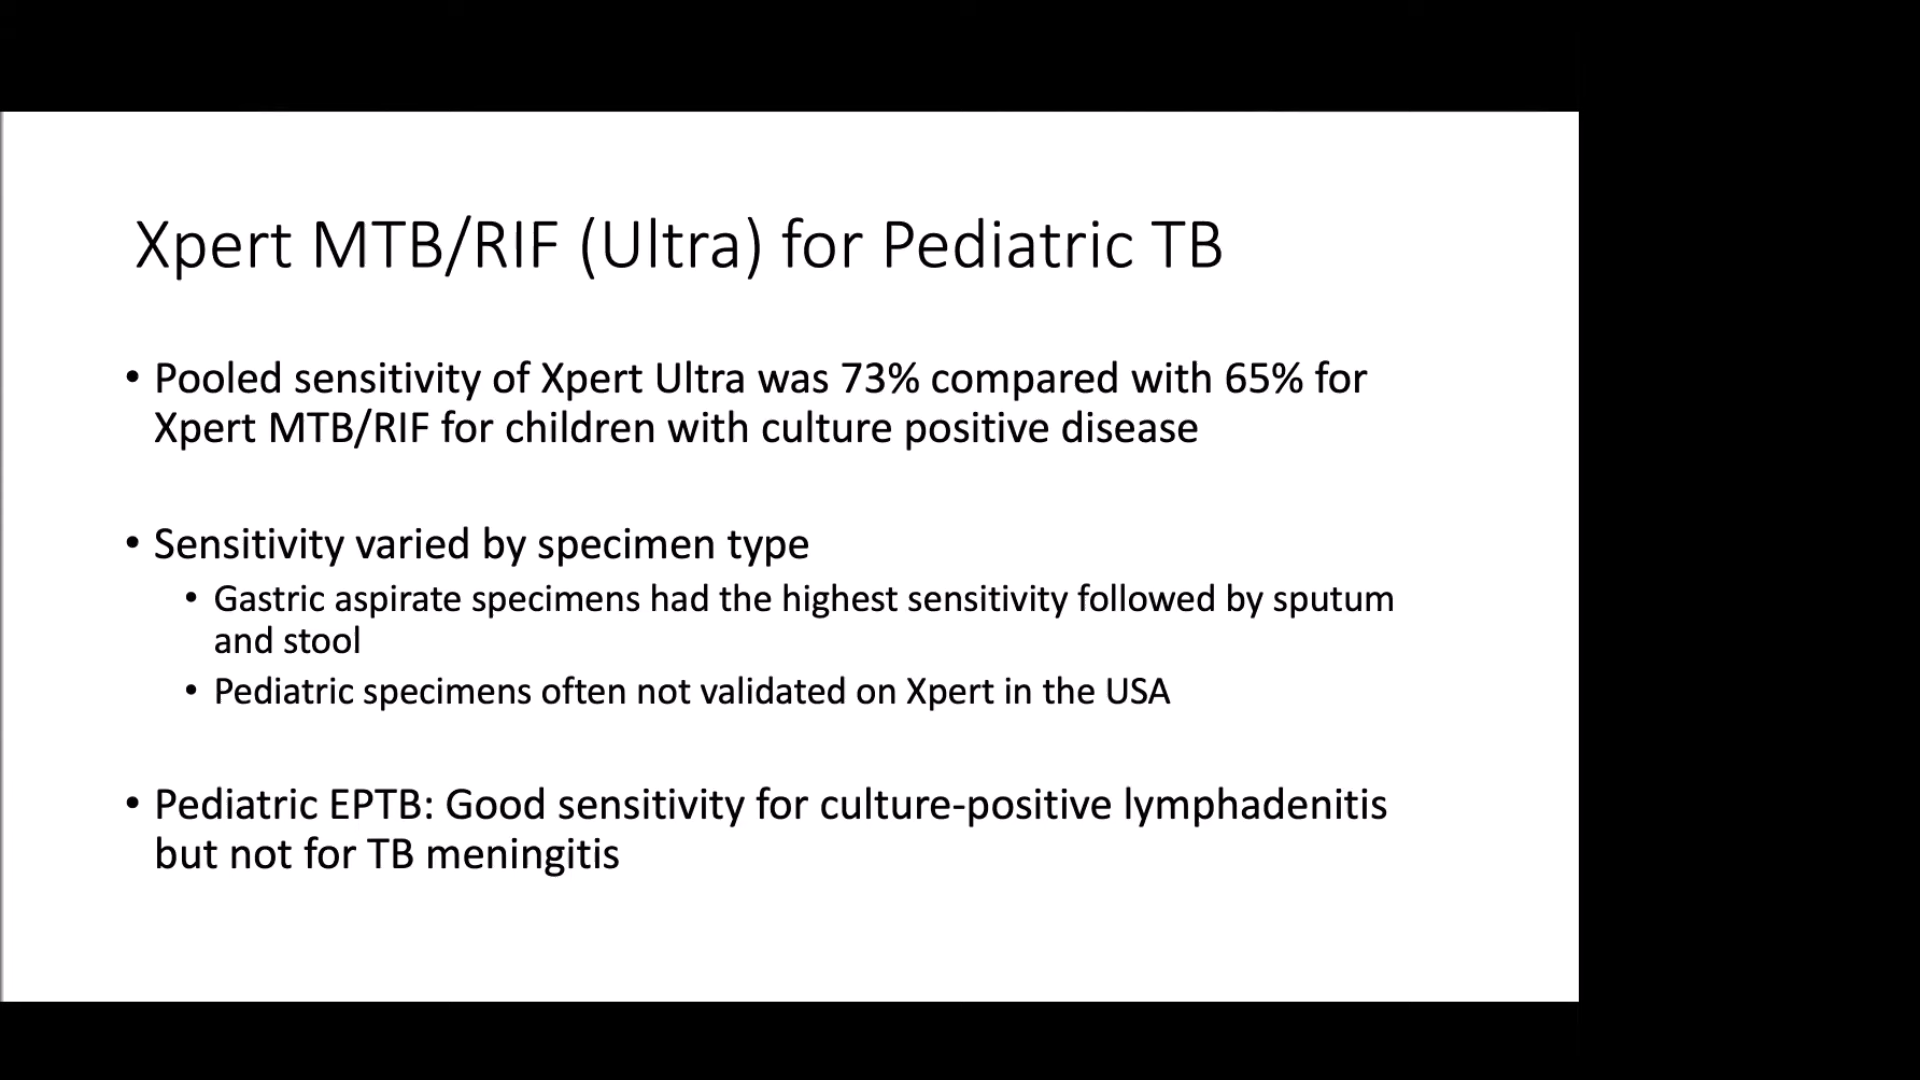 Xpert MTB/RIF (Ultra) for Pediatric TB
• Pooled sensitivity of Xpert Ultra was 73% compared with 65% for
Xpert MTB/RIF for children with culture positive disease
• Sensitivity varied by specimen type
• Gastric aspirate specimens had the highest sensitivity followed by sputum
and stool
• Pediatric specimens often not validated on Xpert in the USA
• Pediatric EPTB: Good sensitivity for culture-positive lymphadenitis
but not for TB meningitis